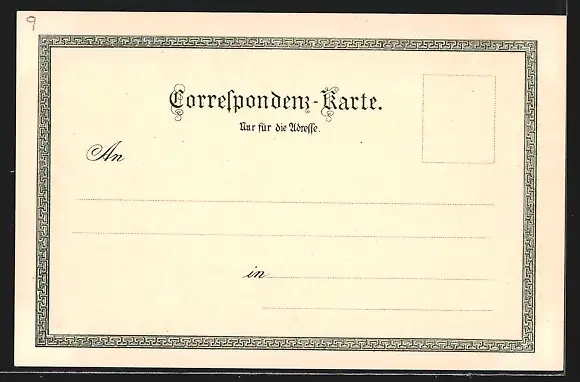 9
Correſpondenz-Karte.
Nur für die Adreſſe.
An
in